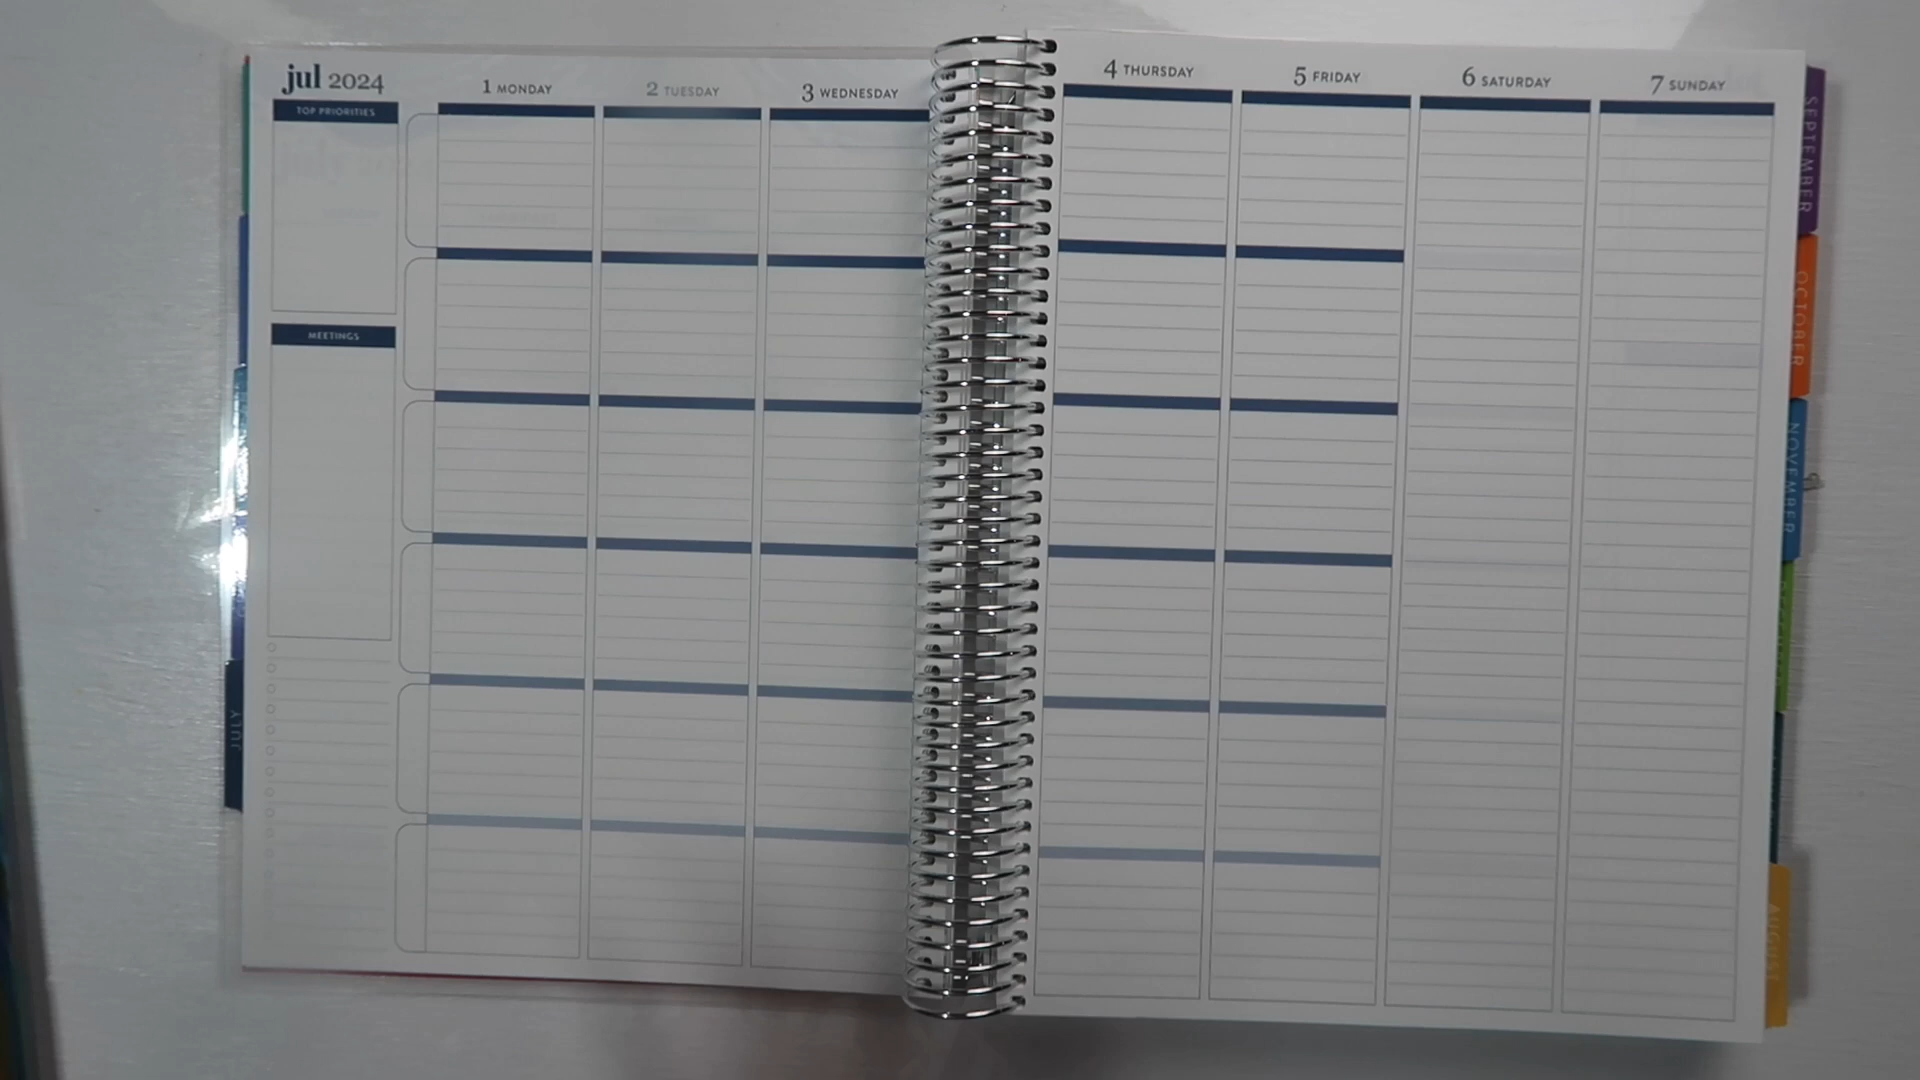 jul 2024
TOP PRIORITIES
MEETINGS
1 MONDAY
2 TUESDAY
3 WEDNESDAY
4 THURSDAY
5 FRIDAY
6 SATURDAY
7 SUNDAY
SEPTEMBER
OCTOBER
NOVEMBER
AUGUST
JULY